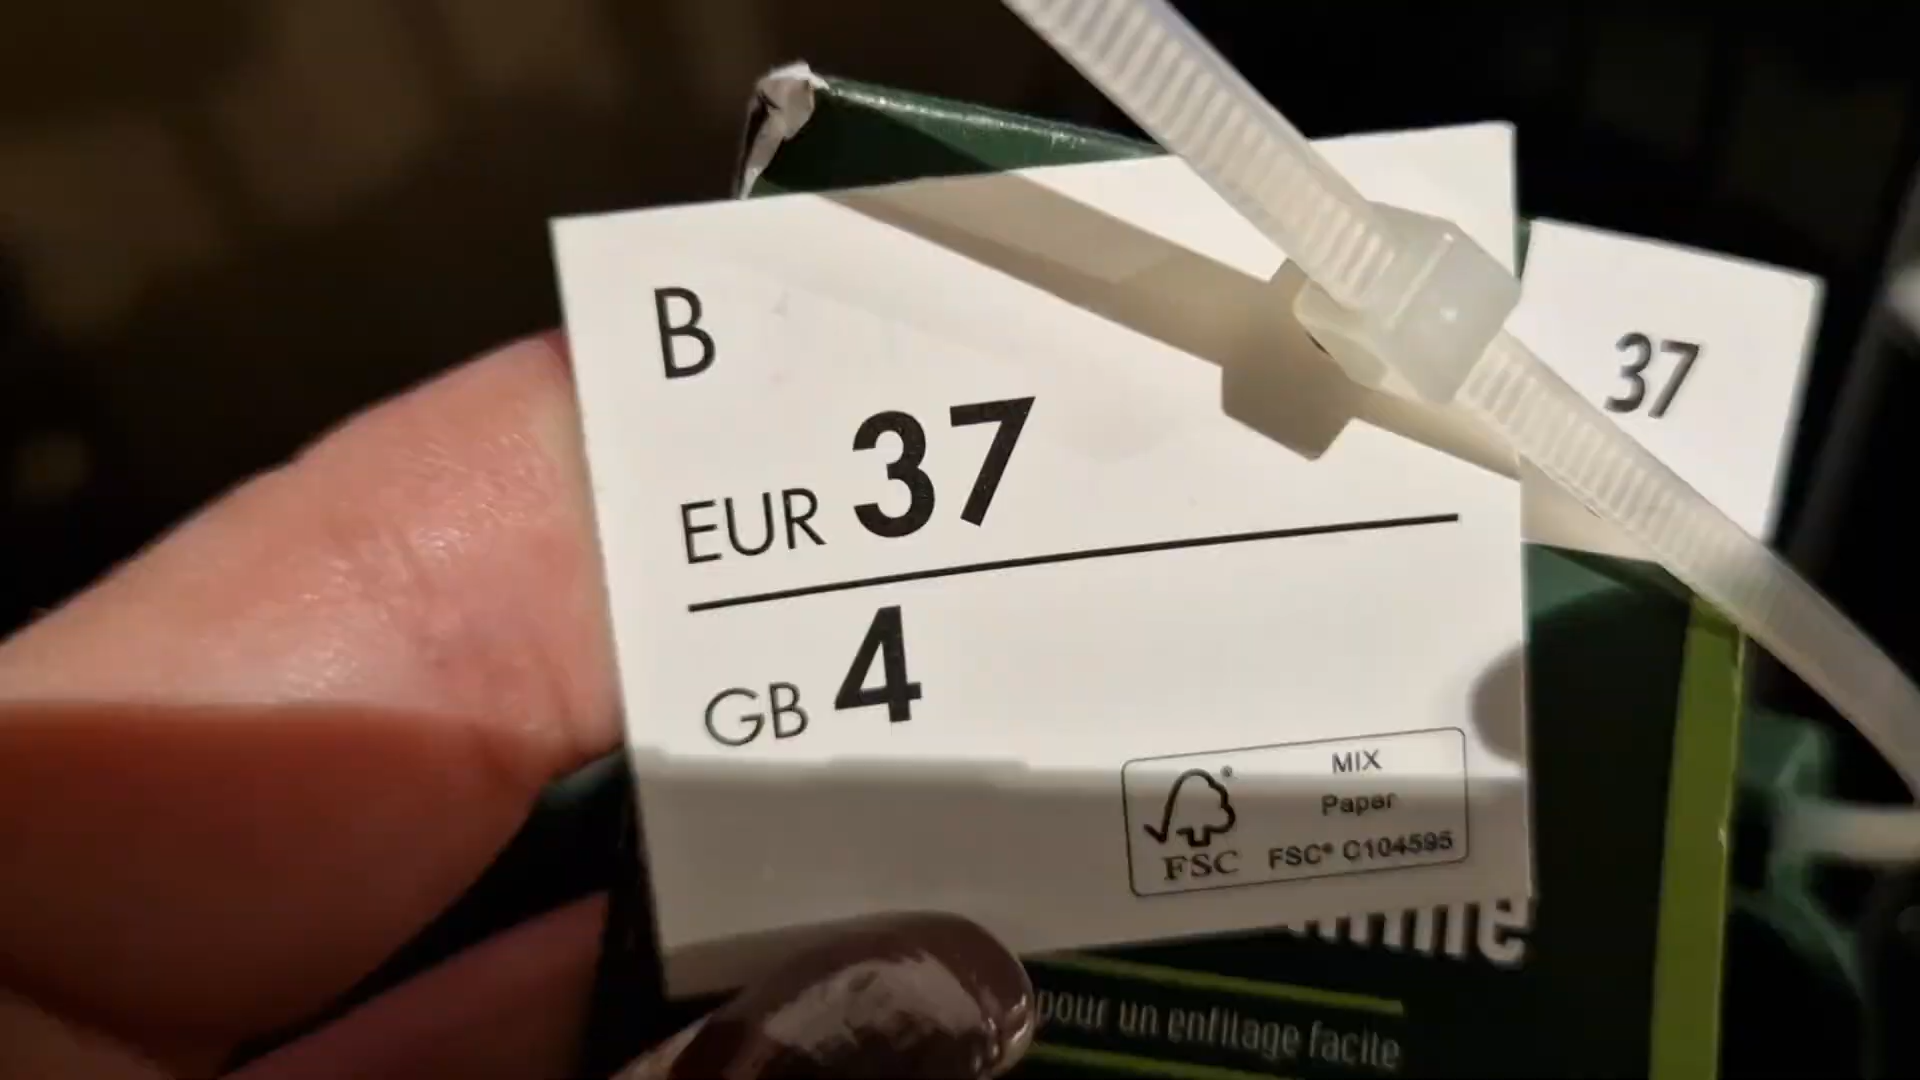 B
EUR 37
GB 4
37
MIX
Paper
FSC® C104595
FSC
pour un enfilage facile